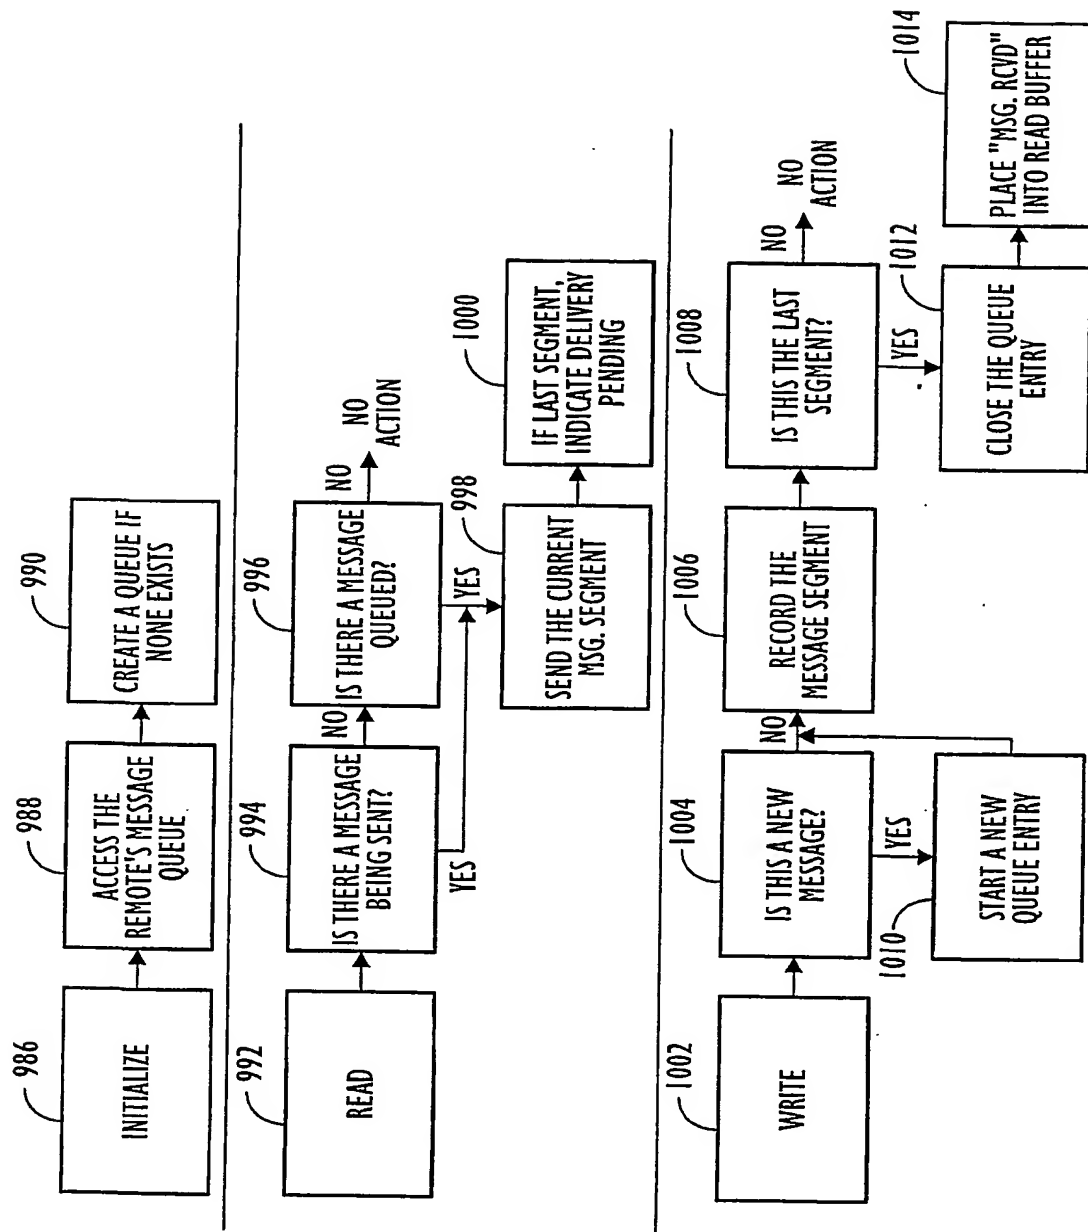 986
INITIALIZE
988
ACCESS THE
REMOTE'S MESSAGE
QUEUE
990
CREATE A QUEUE IF
NONE EXISTS
992
READ
994
IS THERE A MESSAGE
BEING SENT?
NO
YES
996
IS THERE A MESSAGE
QUEUED?
NO
NO
ACTION
YES
998
SEND THE CURRENT
MSG. SEGMENT
1000
IF LAST SEGMENT,
INDICATE DELIVERY
PENDING
1002
WRITE
1004
IS THIS A NEW
MESSAGE?
NO
YES
1010
START A NEW
QUEUE ENTRY
1006
RECORD THE
MESSAGE SEGMENT
1008
IS THIS THE LAST
SEGMENT?
NO
NO
ACTION
YES
1012
CLOSE THE QUEUE
ENTRY
1014
PLACE "MSG. RCVD"
INTO READ BUFFER